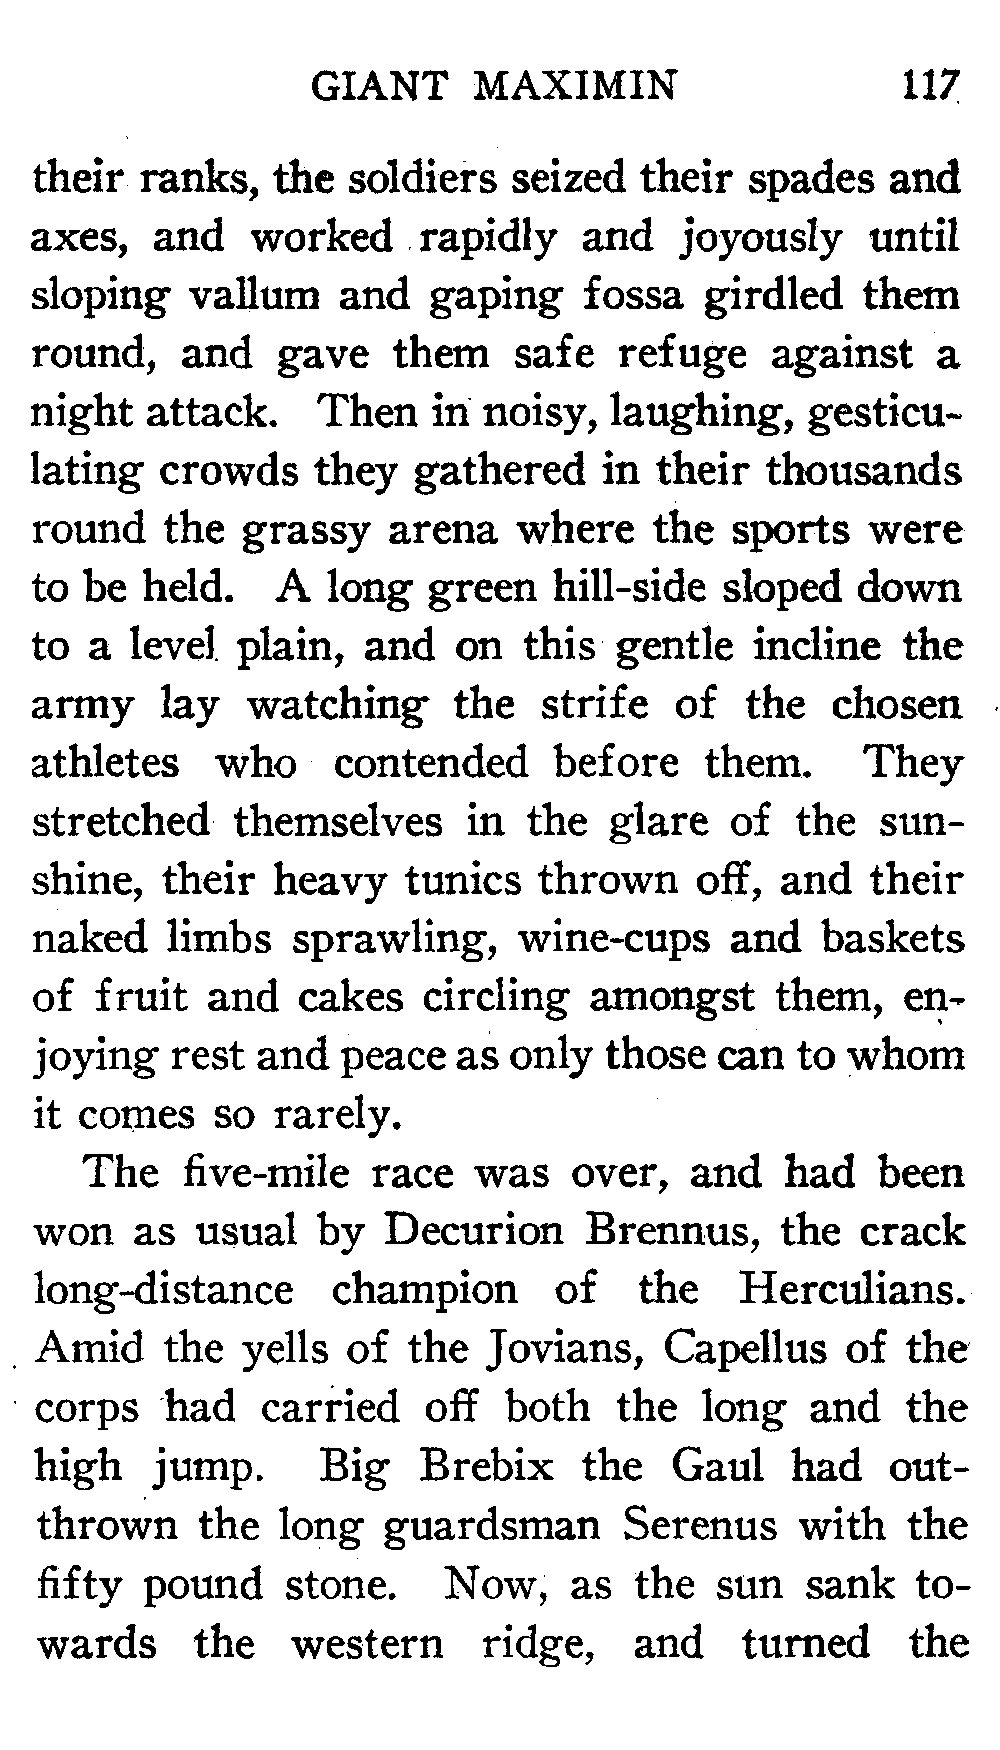 GIANT MAXIMIN 117
their ranks, the soldiers seized their spades and
axes, and worked rapidly and joyously until
sloping vallum and gaping fossa girdled them
round, and gave them safe refuge against a
night attack. Then in noisy, laughing, gesticu-
lating crowds they gathered in their thousands
round the grassy arena where the sports were
to be held. A long green hill-side sloped down
to a level plain, and on this gentle incline the
army lay watching the strife of the chosen
athletes who contended before them. They
stretched themselves in the glare of the sun-
shine, their heavy tunics thrown off, and their
naked limbs sprawling, wine-cups and baskets
of fruit and cakes circling amongst them, en-
joying rest and peace as only those can to whom
it comes so rarely.
The five-mile race was over, and had been
won as usual by Decurion Brennus, the crack
long-distance champion of the Herculians.
Amid the yells of the Jovians, Capellus of the
corps had carried off both the long and the
high jump. Big Brebix the Gaul had out-
thrown the long guardsman Serenus with the
fifty pound stone. Now, as the sun sank to-
wards the western ridge, and turned the